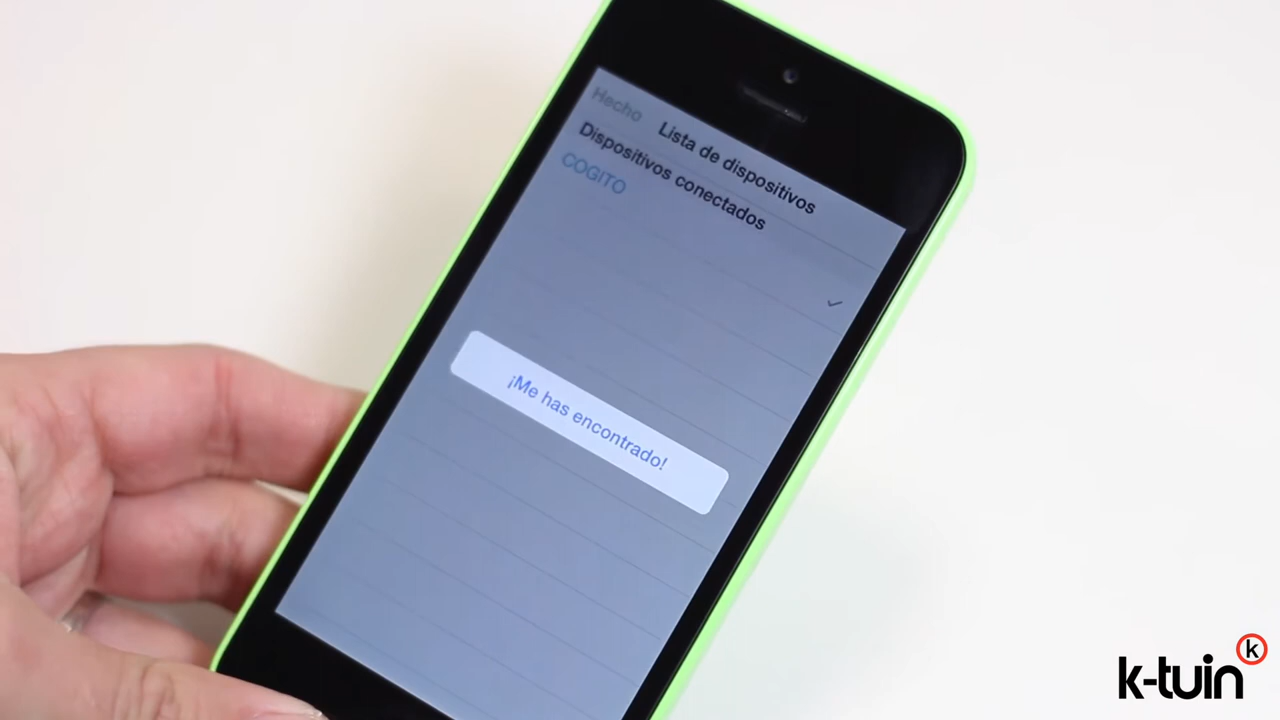 Hecho
Lista de dispositivos
Dispositivos conectados
COGITO
¡Me has encontrado!
k-tuin
k